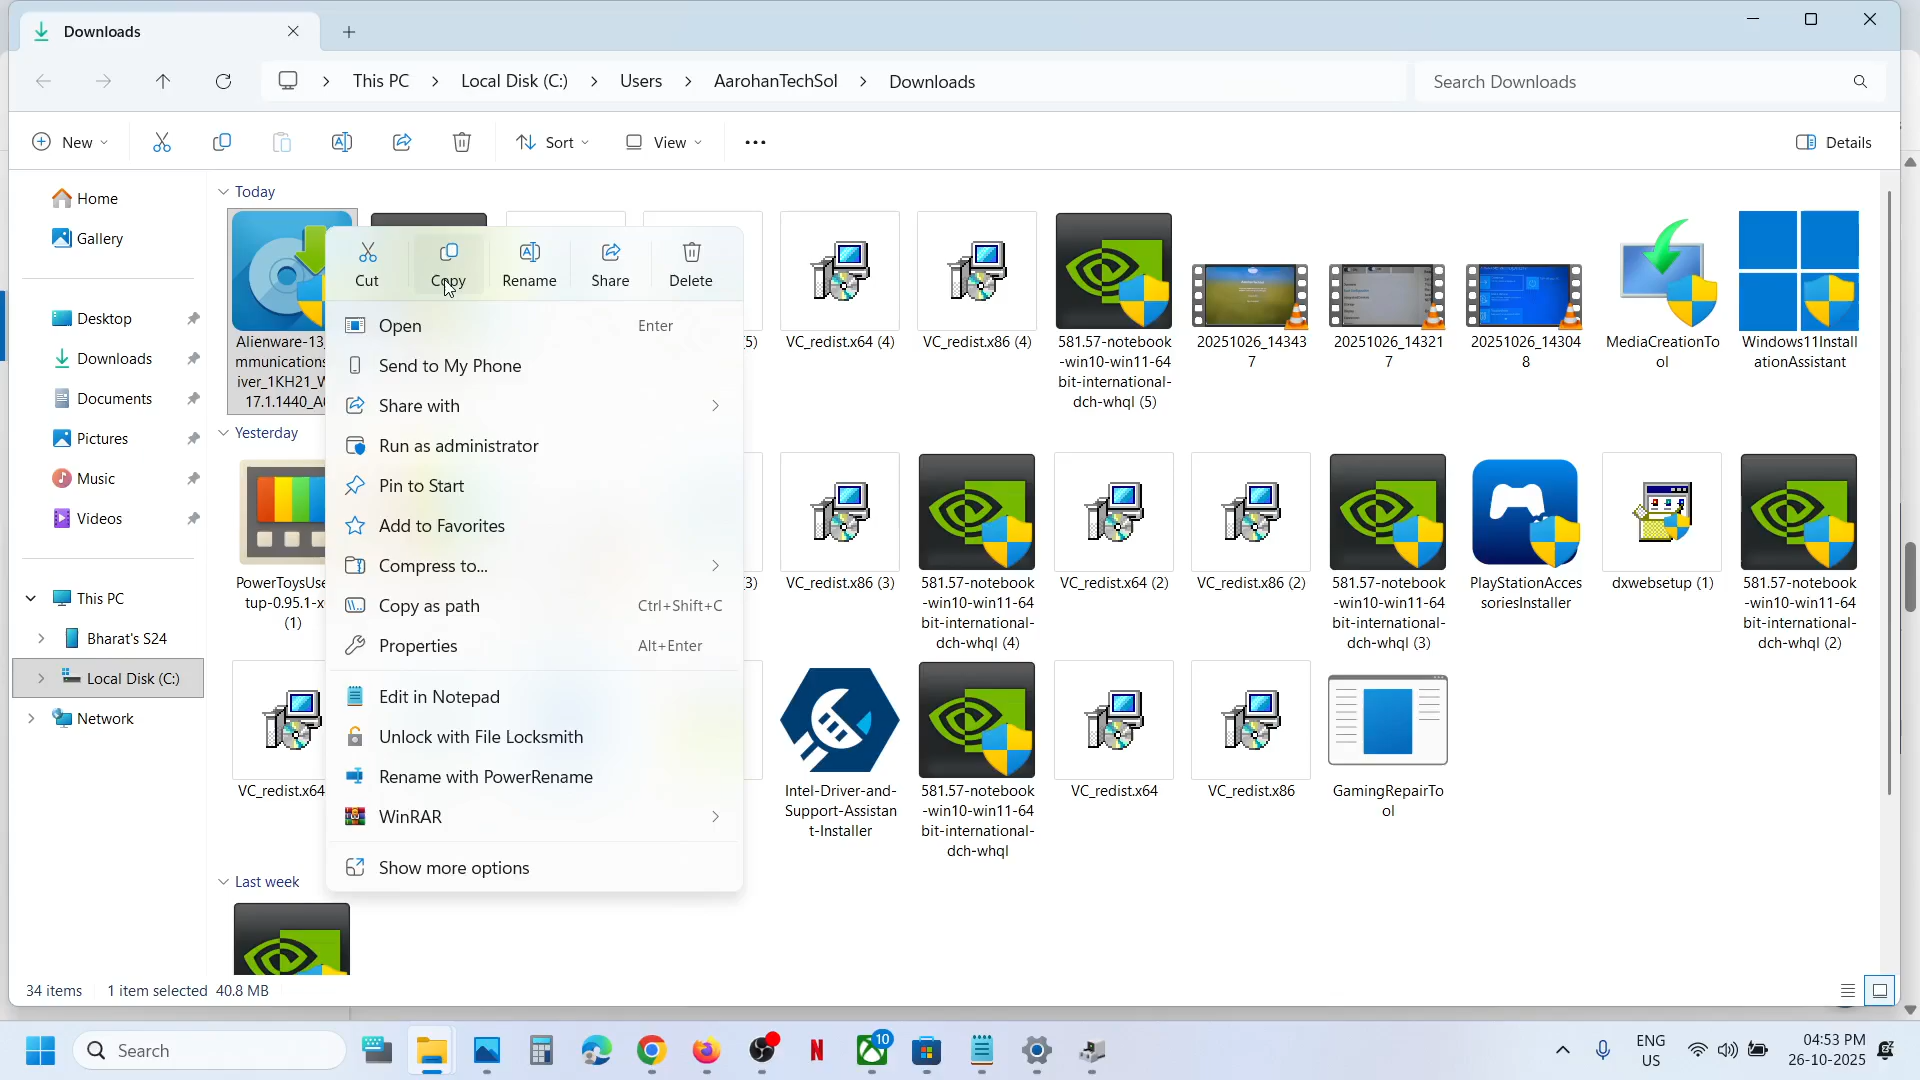 Downloads
This PC
Local Disk (C:)
Users
AarohanTechSol
Downloads
Search Downloads
New
Sort
View
Details
Home
Gallery
Desktop
Downloads
Documents
Pictures
Music
Videos
This PC
Bharat's S24
Local Disk (C:)
Network
Today
Alienware-13
mmunications
iver_1KH21_W
17.1.1440_A0
(5)
VC_redist.x64 (4)
VC_redist.x86 (4)
581.57-notebook
-win10-win11-64
bit-international-
dch-whql (5)
20251026_14343
7
20251026_14321
7
20251026_14304
8
MediaCreationTo
ol
Windows11Install
ationAssistant
Yesterday
PowerToysUse
tup-0.95.1-x
(1)
(3)
VC_redist.x86 (3)
581.57-notebook
-win10-win11-64
bit-international-
dch-whql (4)
VC_redist.x64 (2)
VC_redist.x86 (2)
581.57-notebook
-win10-win11-64
bit-international-
dch-whql (3)
PlayStationAcces
soriesInstaller
dxwebsetup (1)
581.57-notebook
-win10-win11-64
bit-international-
dch-whql (2)
VC_redist.x64
Intel-Driver-and-
Support-Assistan
t-Installer
581.57-notebook
-win10-win11-64
bit-international-
dch-whql
VC_redist.x64
VC_redist.x86
GamingRepairTo
ol
Last week
Cut
Copy
Rename
Share
Delete
Open Enter
Send to My Phone
Share with
Run as administrator
Pin to Start
Add to Favorites
Compress to...
Copy as path Ctrl+Shift+C
Properties Alt+Enter
Edit in Notepad
Unlock with File Locksmith
Rename with PowerRename
WinRAR
Show more options
34 items 1 item selected 40.8 MB
Search
N
10
ENG
US
04:53 PM
26-10-2025